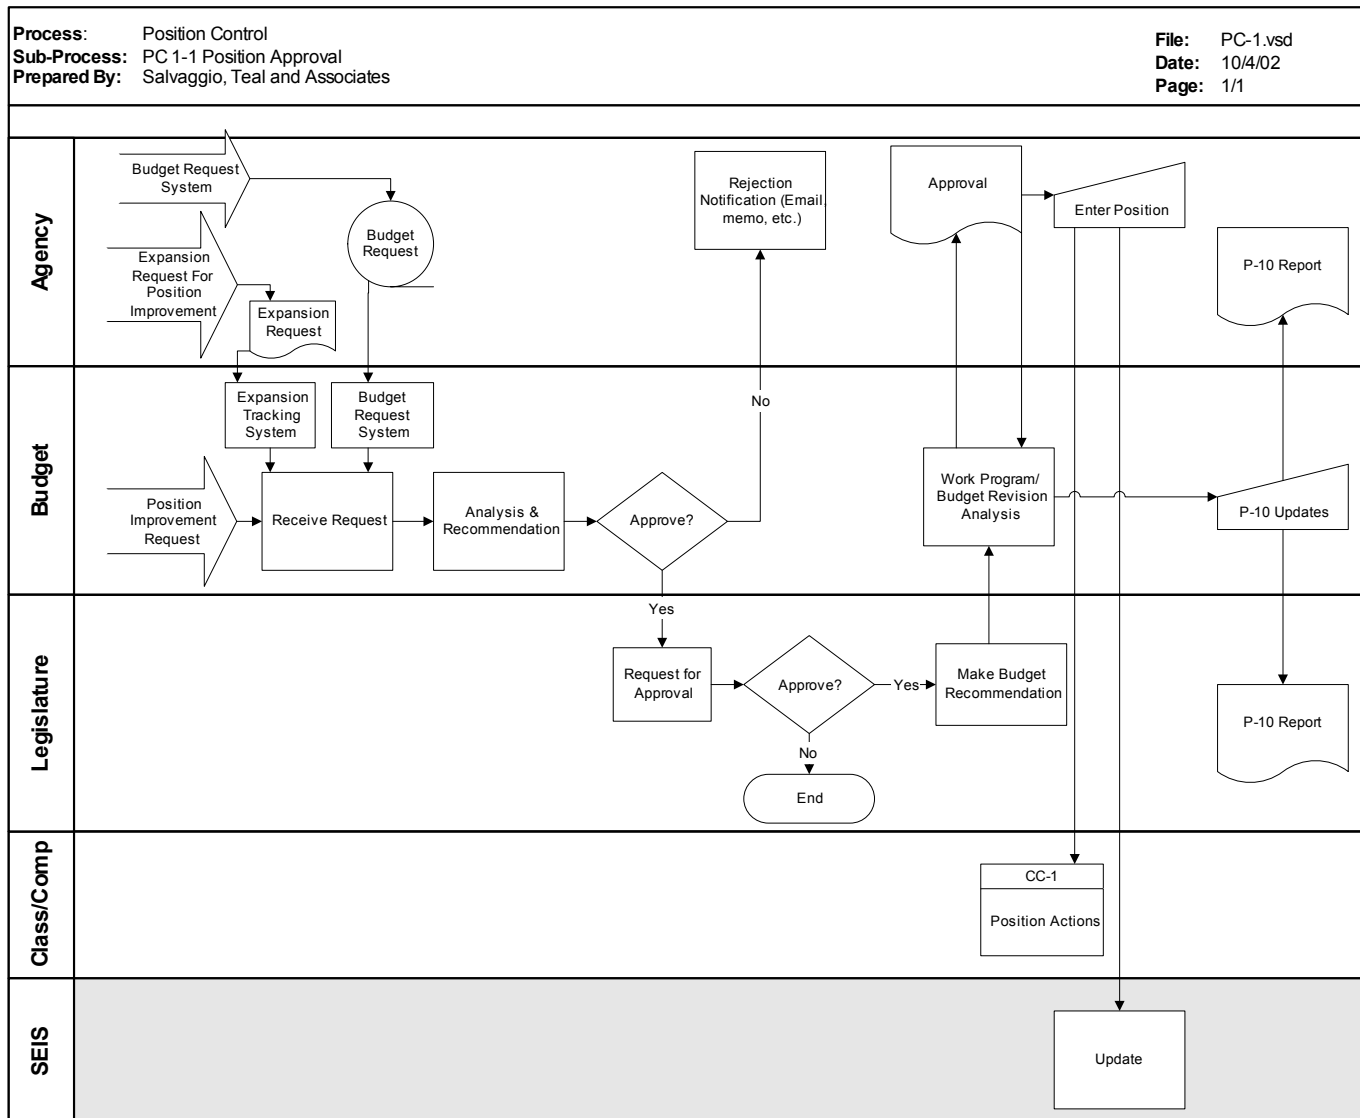 Process: Position Control
Sub-Process: PC 1-1 Position Approval
Prepared By: Salvaggio, Teal and Associates
File: PC-1.vsd
Date: 10/4/02
Page: 1/1
Agency
Budget Request
System
Expansion
Request For
Position
Improvement
Expansion
Request
Budget
Request
Rejection
Notification (Email,
memo, etc.)
Approval
Enter Position
P-10 Report
Budget
Expansion
Tracking
System
Budget
Request
System
Position
Improvement
Request
Receive Request
Analysis &
Recommendation
Approve?
No
Yes
Work Program/
Budget Revision
Analysis
P-10 Updates
Legislature
Request for
Approval
Approve?
Yes
No
End
Make Budget
Recommendation
P-10 Report
Class/Comp
CC-1
Position Actions
SEIS
Update